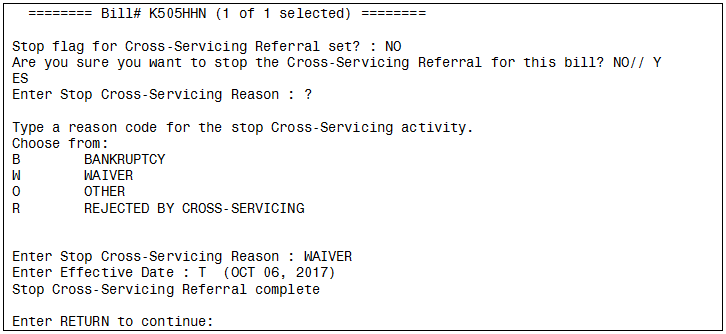 ======== Bill# K505HHN (1 of 1 selected) ========
Stop flag for Cross-Servicing Referral set? : NO
Are you sure you want to stop the Cross-Servicing Referral for this bill? NO// Y
ES
Enter Stop Cross-Servicing Reason : ?
Type a reason code for the stop Cross-Servicing activity.
Choose from:
B        BANKRUPTCY
W        WAIVER
O        OTHER
R        REJECTED BY CROSS-SERVICING
Enter Stop Cross-Servicing Reason : WAIVER
Enter Effective Date : T  (OCT 06, 2017)
Stop Cross-Servicing Referral complete
Enter RETURN to continue: